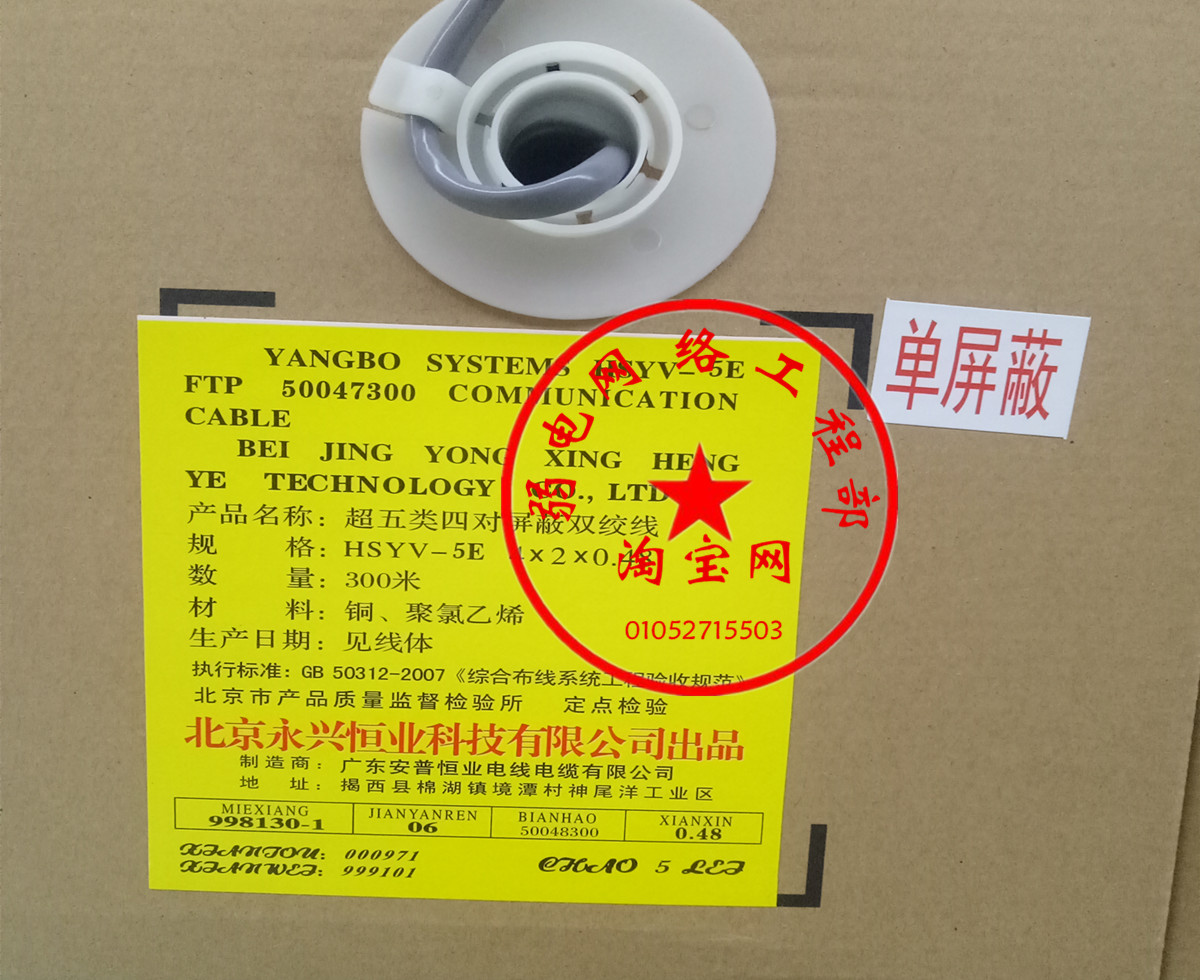 YANGBO SYSTEMS HSYV-5E
FTP 50047300 COMMUNICATION
CABLE
BEI JING YONG XING HENG
YE TECHNOLOGY CO., LTD
产品名称：超五类四对屏蔽双绞线
规 格：HSYV-5E 4×2×0.48
数 量：300米
材 料：铜、聚氯乙烯
生产日期：见线体
执行标准：GB 50312-2007《综合布线系统工程验收规范》
北京市产品质量监督检验所 定点检验
北京永兴恒业科技有限公司出品
制造商：广东安普恒业电线电缆有限公司
地 址：揭西县棉湖镇境潭村神尾洋工业区
MIEXIANG JIANYANREN BIANHAO XIANXIN
998130-1 06 50048300 0.48
XIANTOU: 000971
XIANWEI: 999101
CHAO 5 LEI
单屏蔽
弱电网络工程部
淘宝网
01052715503